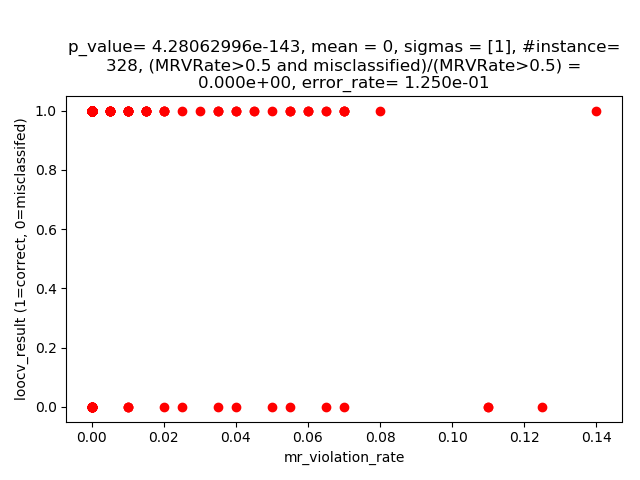 p_value= 4.28062996e-143, mean = 0, sigmas = [1], #instance=
328, (MRVRate>0.5 and misclassified)/(MRVRate>0.5) =
0.000e+00, error_rate= 1.250e-01
1.0
0.8
0.6
0.4
0.2
0.0
loocv_result (1=correct, 0=misclassifed)
0.00 0.02 0.04 0.06 0.08 0.10 0.12 0.14
mr_violation_rate